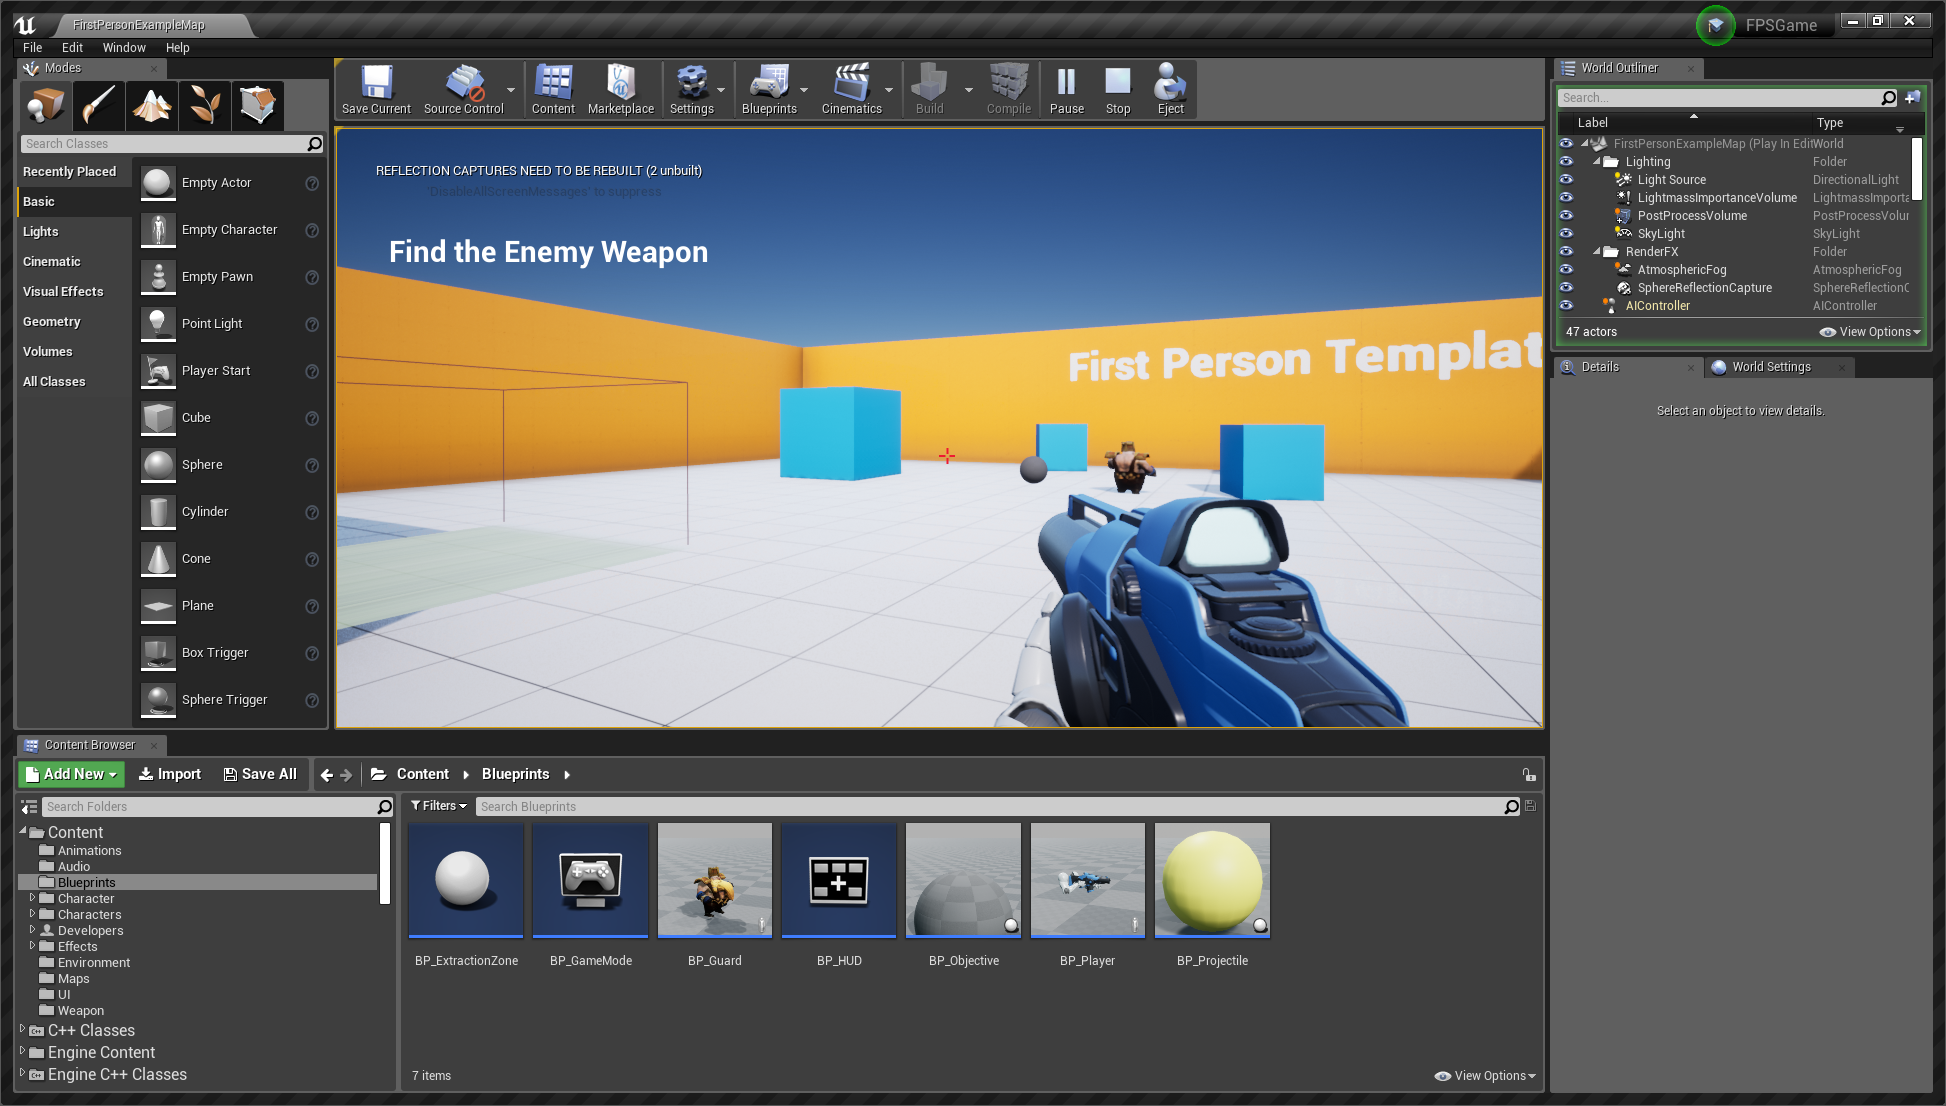 FirstPersonExampleMap
FPSGame
File Edit Window Help
Modes
Search Classes
Recently Placed
Basic
Lights
Cinematic
Visual Effects
Geometry
Volumes
All Classes
Empty Actor
Empty Character
Empty Pawn
Point Light
Player Start
Cube
Sphere
Cylinder
Cone
Plane
Box Trigger
Sphere Trigger
Save Current
Source Control
Content
Marketplace
Settings
Blueprints
Cinematics
Build
Compile
Pause
Stop
Eject
REFLECTION CAPTURES NEED TO BE REBUILT (2 unbuilt)
'DisableAllScreenMessages' to suppress
Find the Enemy Weapon
First Person Templat
World Outliner
Search...
Label Type
FirstPersonExampleMap (Play In Edit World
Lighting Folder
Light Source DirectionalLight
LightmassImportanceVolume LightmassImporta
PostProcessVolume PostProcessVolur
SkyLight SkyLight
RenderFX Folder
AtmosphericFog AtmosphericFog
SphereReflectionCapture SphereReflectionC
AIController AIController
47 actors
View Options
Details
World Settings
Select an object to view details.
Content Browser
Add New Import Save All Content Blueprints
Search Folders
Content
Animations
Audio
Blueprints
Character
Characters
Developers
Effects
Environment
Maps
UI
Weapon
C++ Classes
Engine Content
Engine C++ Classes
Filters
Search Blueprints
BP_ExtractionZone
BP_GameMode
BP_Guard
BP_HUD
BP_Objective
BP_Player
BP_Projectile
7 items
View Options